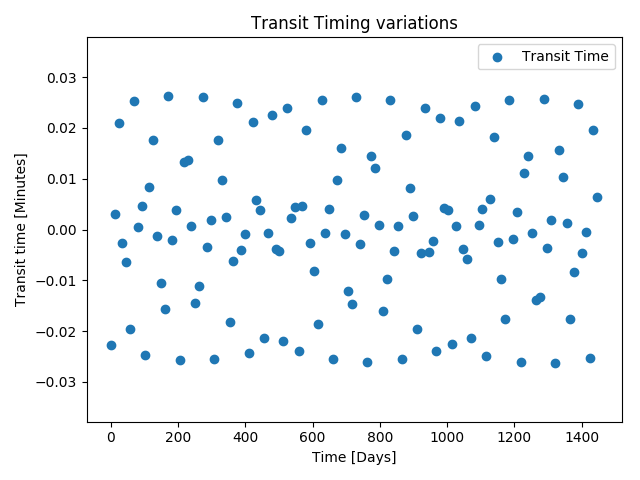 Transit Timing variations
Transit Time
Transit time [Minutes]
0.03
0.02
0.01
0.00
−0.01
−0.02
−0.03
0 200 400 600 800 1000 1200 1400
Time [Days]